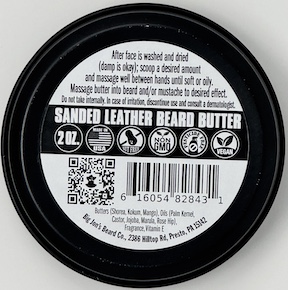 After face is washed and dried
(damp is okay); scoop a desired amount
and massage well between hands until soft or oily.
Massage butter into beard and/or mustache to desired effect.
Do not take internally. In case of irritation, discontinue use and consult a dermatologist.
SANDED LEATHER BEARD BUTTER
2 OZ.
USA
NON
GMO
VEGAN
6 16054 82843 1
Butters (Shorea, Kokum, Mango), Oils (Palm Kernel,
Castor, Jojoba, Marula, Rose Hip),
Fragrance, Vitamin E
Big Jon's Beard Co., 2386 Hilltop Rd, Presto, PA 15142